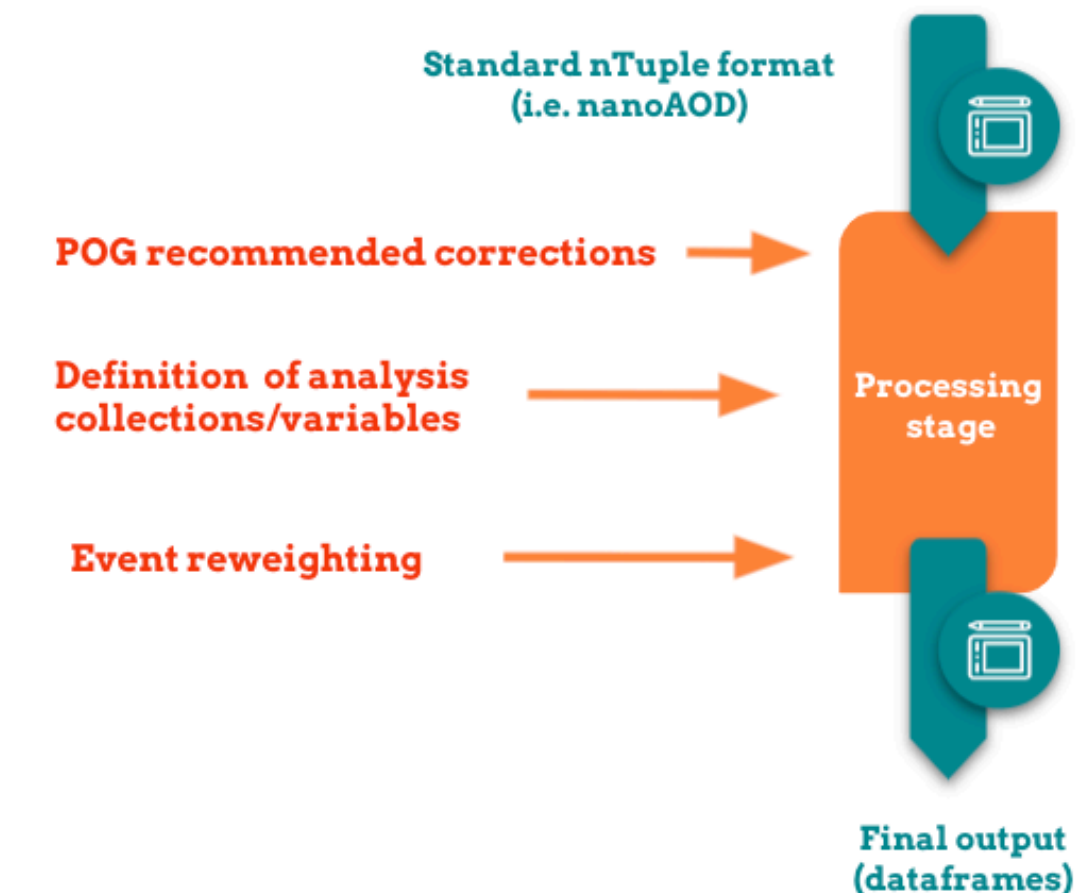 Standard nTuple format
(i.e. nanoAOD)
POG recommended corrections
Definition of analysis
collections/variables
Processing
stage
Event reweighting
Final output
(dataframes)